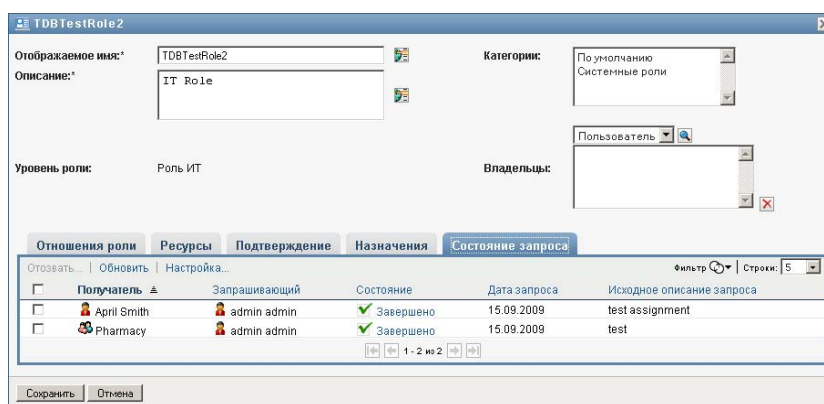 TDBTestRole2
Отображаемое имя:*
TDBTestRole2
Категории:
По умолчанию
Системные роли
Описание:*
IT Role
Пользователь
Уровень роли:
Роль ИТ
Владельцы:
Отношения роли Ресурсы Подтверждение Назначения Состояние запроса
Отозвать... | Обновить | Настройка... Фильтр | Строки: 5
Получатель Запрашивающий Состояние Дата запроса Исходное описание запроса
April Smith admin admin Завершено 15.09.2009 test assignment
Pharmacy admin admin Завершено 15.09.2009 test
1 - 2 из 2
Сохранить Отмена